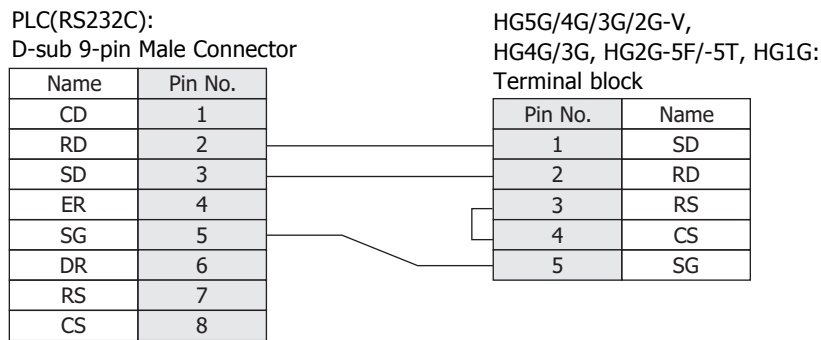 PLC(RS232C):
D-sub 9-pin Male Connector
Name Pin No.
CD 1
RD 2
SD 3
ER 4
SG 5
DR 6
RS 7
CS 8
HG5G/4G/3G/2G-V,
HG4G/3G, HG2G-5F/-5T, HG1G:
Terminal block
Pin No. Name
1 SD
2 RD
3 RS
4 CS
5 SG